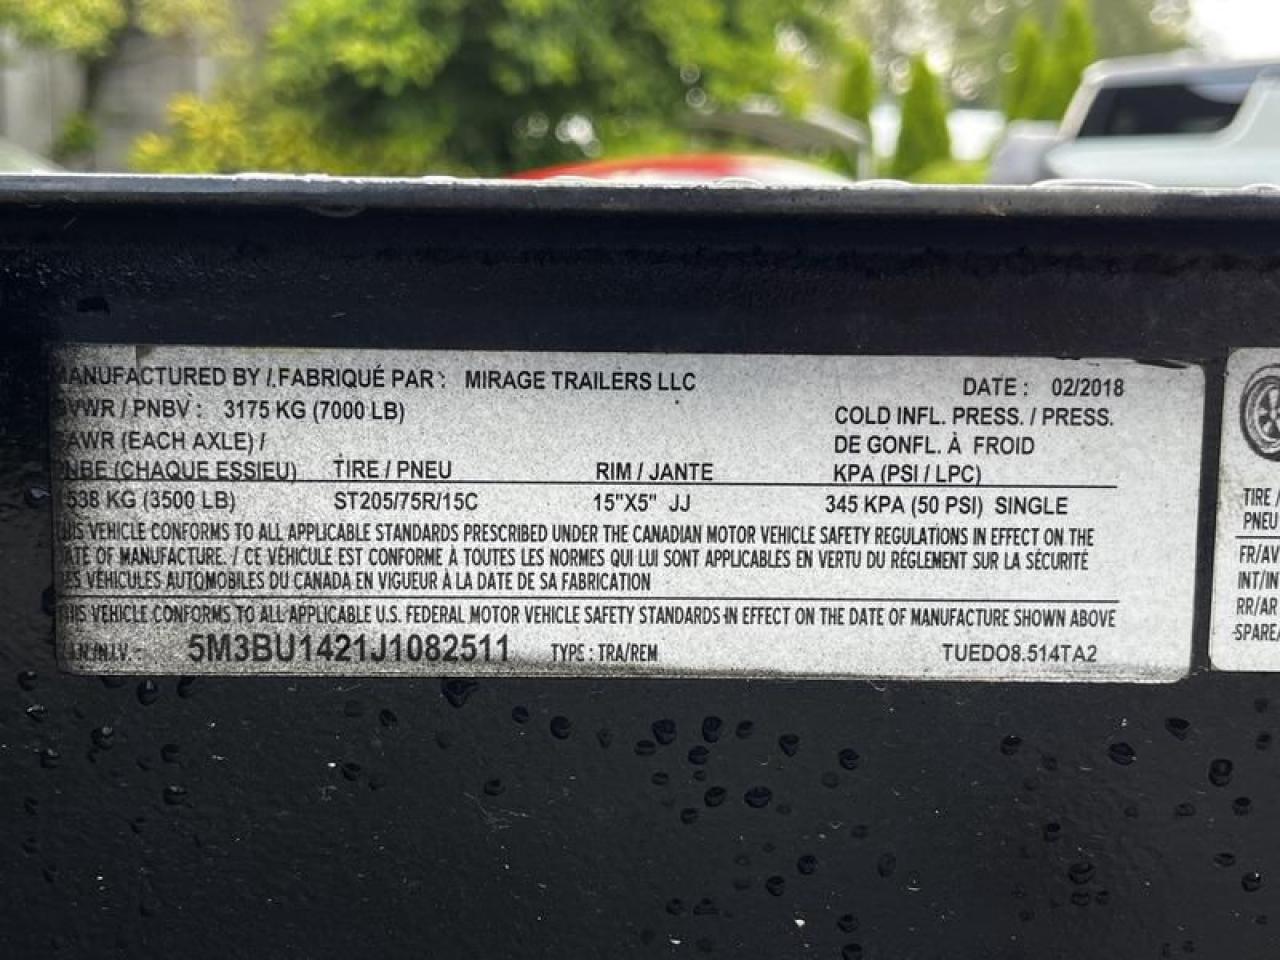 MANUFACTURED BY / FABRIQUÉ PAR : MIRAGE TRAILERS LLC DATE : 02/2018
GVWR / PNBV : 3175 KG (7000 LB) COLD INFL. PRESS. / PRESS.
GAWR (EACH AXLE) / DE GONFL. À FROID
PNBE (CHAQUE ESSIEU) TIRE / PNEU RIM / JANTE KPA (PSI / LPC)
1588 KG (3500 LB) ST205/75R/15C 15"X5" JJ 345 KPA (50 PSI) SINGLE
THIS VEHICLE CONFORMS TO ALL APPLICABLE STANDARDS PRESCRIBED UNDER THE CANADIAN MOTOR VEHICLE SAFETY REGULATIONS IN EFFECT ON THE
DATE OF MANUFACTURE. / CE VÉHICULE EST CONFORME À TOUTES LES NORMES QUI LUI SONT APPLICABLES EN VERTU DU RÉGLEMENT SUR LA SÉCURITÉ
DES VÉHICULES AUTOMOBILES DU CANADA EN VIGUEUR À LA DATE DE SA FABRICATION
THIS VEHICLE CONFORMS TO ALL APPLICABLE U.S. FEDERAL MOTOR VEHICLE SAFETY STANDARDS IN EFFECT ON THE DATE OF MANUFACTURE SHOWN ABOVE
V.I.N./N.I.V. : 5M3BU1421J1082511 TYPE : TRA/REM TUEDO8.514TA2
TIRE /
PNEU
FR/AV
INT/IN
RR/AR
SPARE/